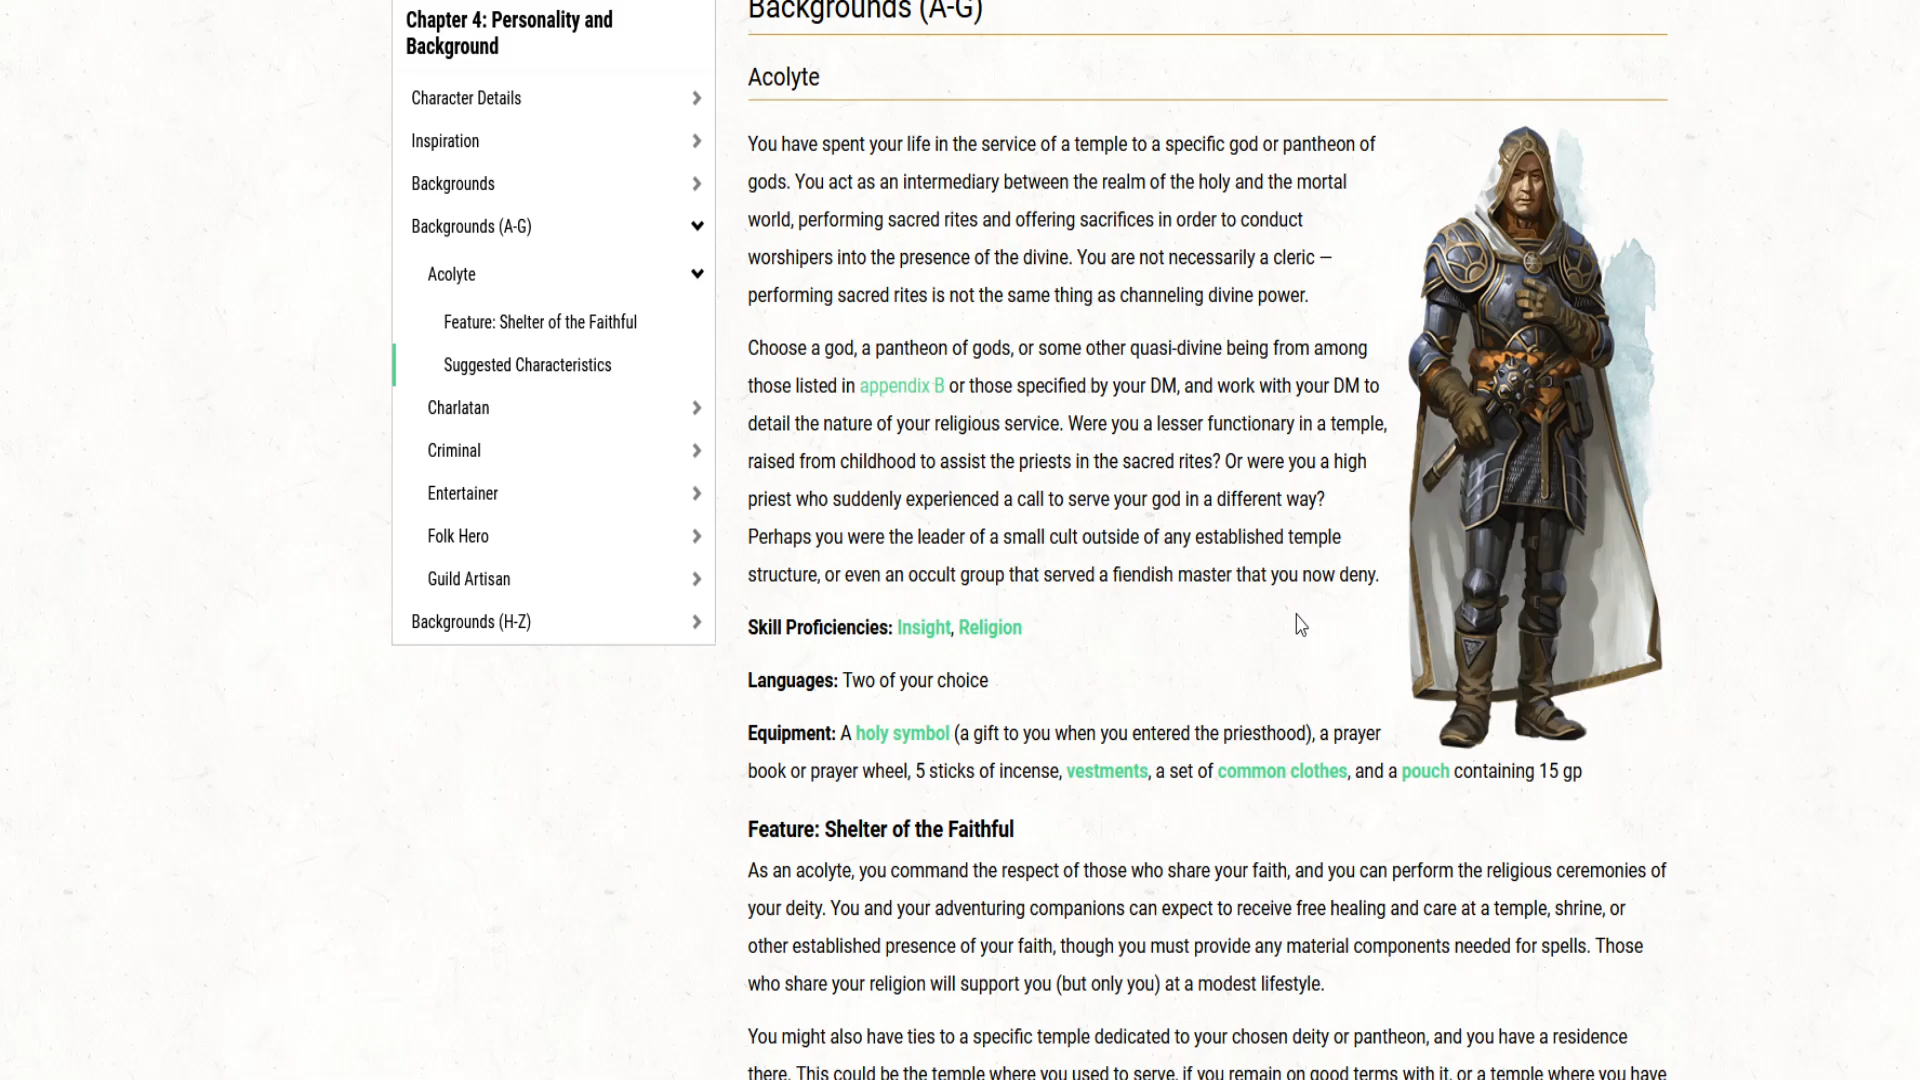 Chapter 4: Personality and
Background
Character Details
Inspiration
Backgrounds
Backgrounds (A-G)
Acolyte
Feature: Shelter of the Faithful
Suggested Characteristics
Charlatan
Criminal
Entertainer
Folk Hero
Guild Artisan
Backgrounds (H-Z)
Backgrounds (A-G)
Acolyte
You have spent your life in the service of a temple to a specific god or pantheon of
gods. You act as an intermediary between the realm of the holy and the mortal
world, performing sacred rites and offering sacrifices in order to conduct
worshipers into the presence of the divine. You are not necessarily a cleric —
performing sacred rites is not the same thing as channeling divine power.
Choose a god, a pantheon of gods, or some other quasi-divine being from among
those listed in appendix B or those specified by your DM, and work with your DM to
detail the nature of your religious service. Were you a lesser functionary in a temple,
raised from childhood to assist the priests in the sacred rites? Or were you a high
priest who suddenly experienced a call to serve your god in a different way?
Perhaps you were the leader of a small cult outside of any established temple
structure, or even an occult group that served a fiendish master that you now deny.
Skill Proficiencies: Insight, Religion
Languages: Two of your choice
Equipment: A holy symbol (a gift to you when you entered the priesthood), a prayer
book or prayer wheel, 5 sticks of incense, vestments, a set of common clothes, and a pouch containing 15 gp
Feature: Shelter of the Faithful
As an acolyte, you command the respect of those who share your faith, and you can perform the religious ceremonies of
your deity. You and your adventuring companions can expect to receive free healing and care at a temple, shrine, or
other established presence of your faith, though you must provide any material components needed for spells. Those
who share your religion will support you (but only you) at a modest lifestyle.
You might also have ties to a specific temple dedicated to your chosen deity or pantheon, and you have a residence
there. This could be the temple where you used to serve, if you remain on good terms with it, or a temple where you have